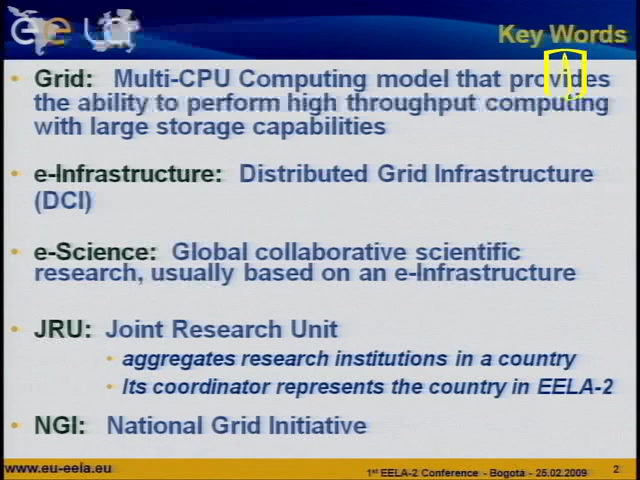 eela
Key Words
• Grid: Multi-CPU Computing model that provides
the ability to perform high throughput computing
with large storage capabilities
• e-Infrastructure: Distributed Grid Infrastructure
(DCI)
• e-Science: Global collaborative scientific
research, usually based on an e-Infrastructure
• JRU: Joint Research Unit
• aggregates research institutions in a country
• Its coordinator represents the country in EELA-2
• NGI: National Grid Initiative
www.eu-eela.eu
1st EELA-2 Conference - Bogotá - 25.02.2009
2